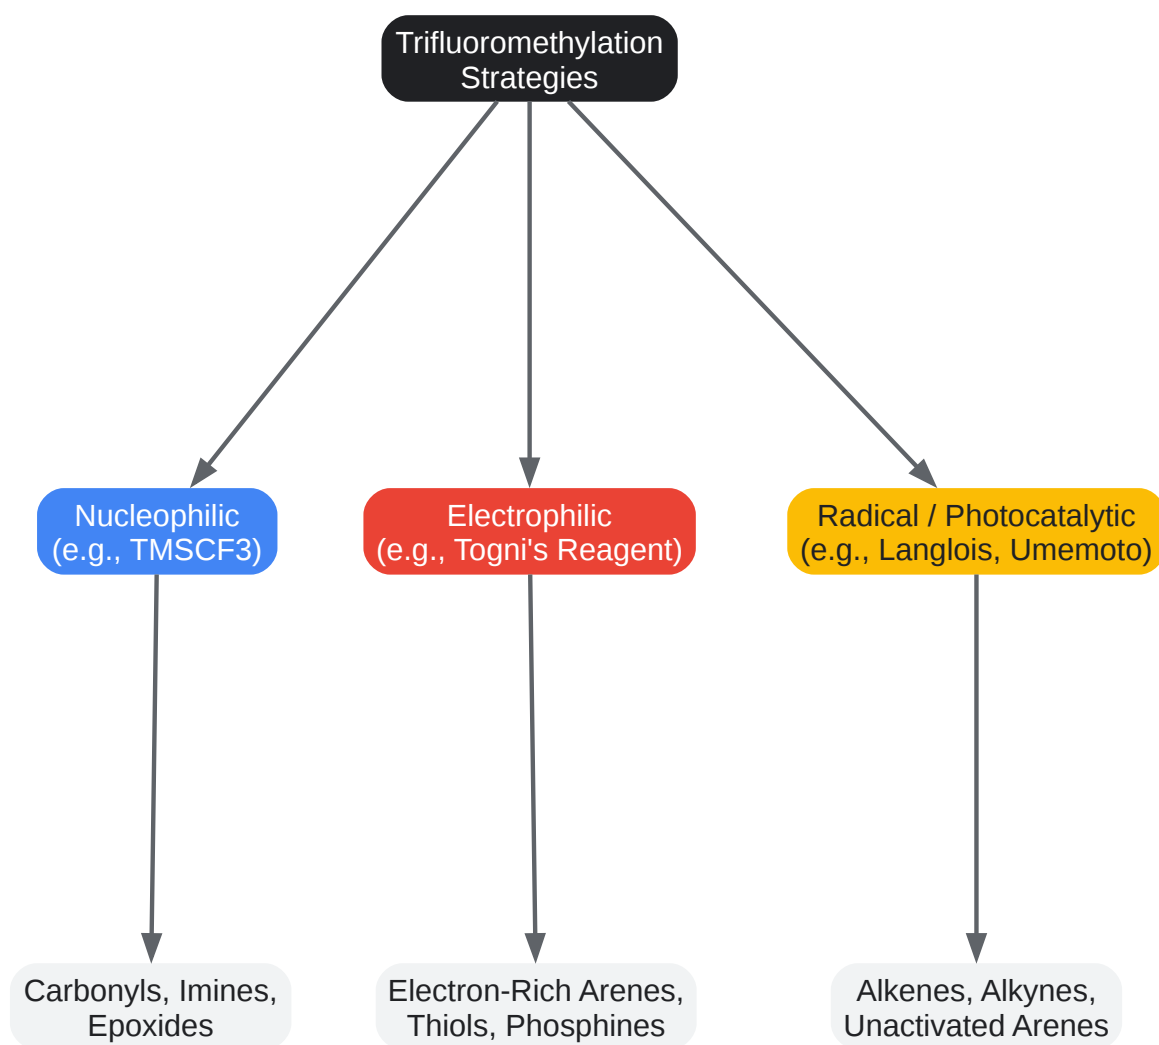 Trifluoromethylation
Strategies
Nucleophilic
(e.g., TMSCF3)
Electrophilic
(e.g., Togni's Reagent)
Radical / Photocatalytic
(e.g., Langlois, Umemoto)
Carbonyls, Imines,
Epoxides
Electron-Rich Arenes,
Thiols, Phosphines
Alkenes, Alkynes,
Unactivated Arenes